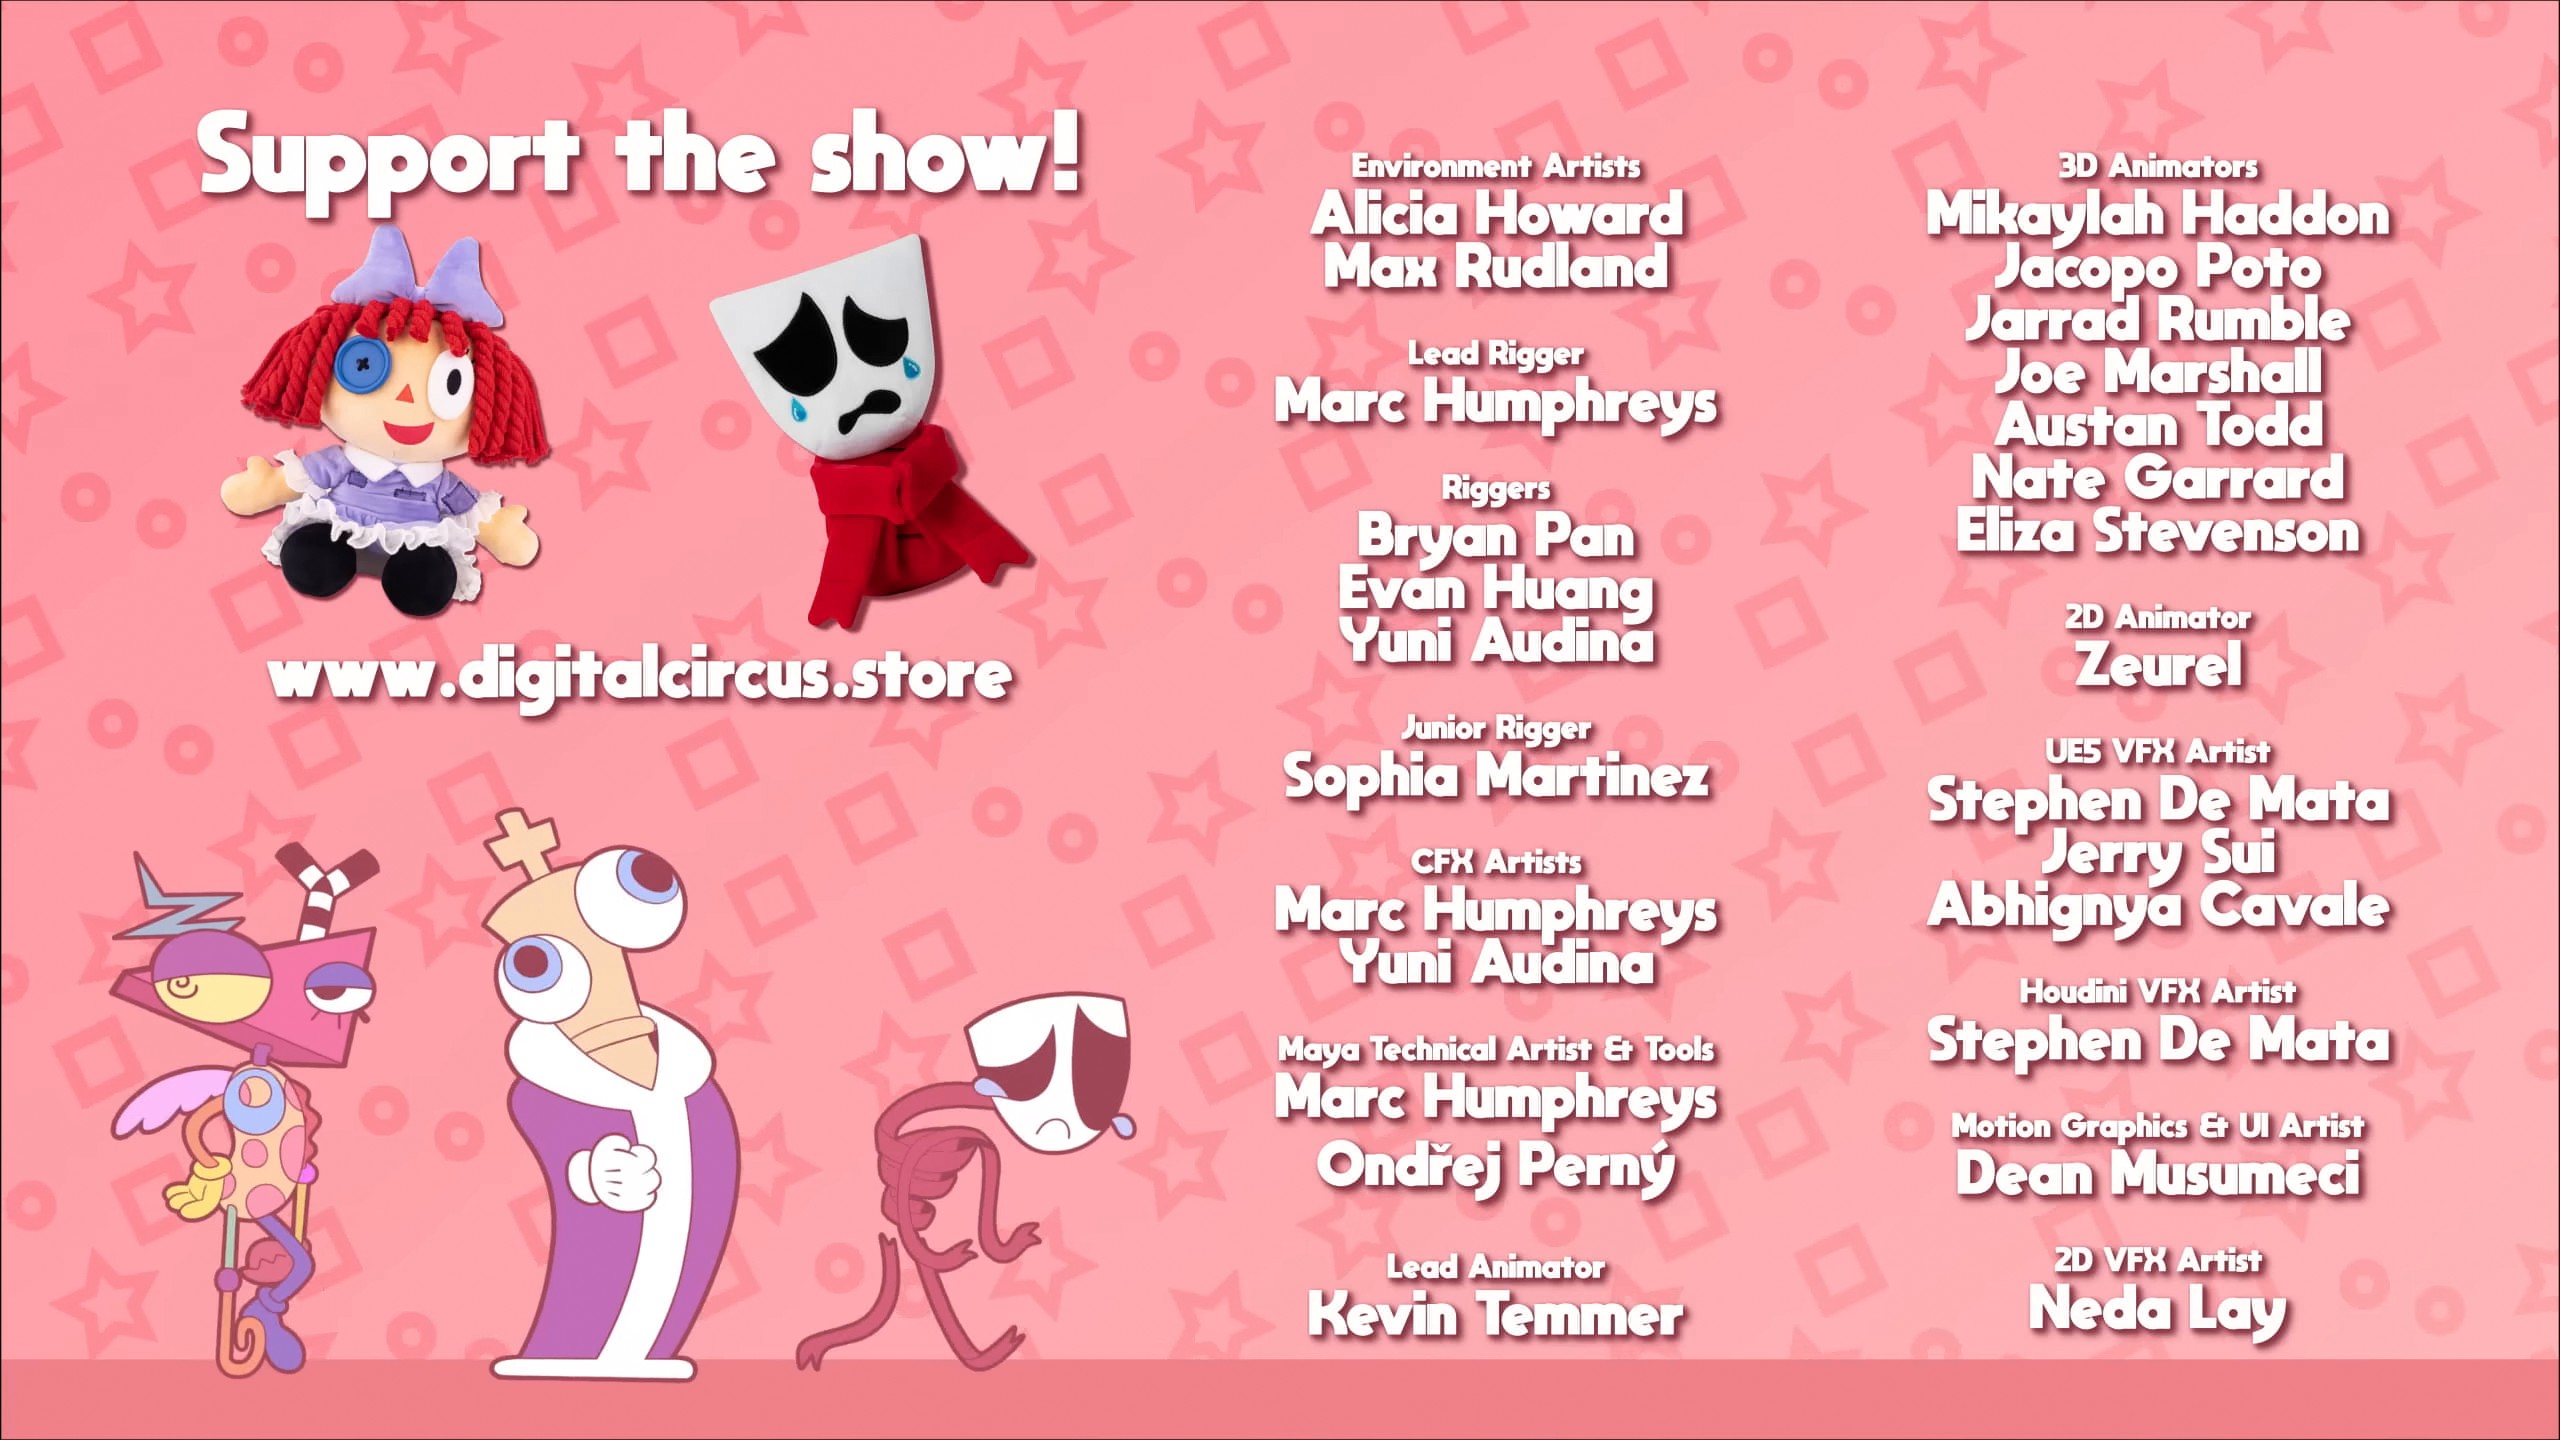 Support the show!
www.digitalcircus.store
Environment Artists
Alicia Howard
Max Rudland
Lead Rigger
Marc Humphreys
Riggers
Bryan Pan
Evan Huang
Yuni Audina
Junior Rigger
Sophia Martinez
CFX Artists
Marc Humphreys
Yuni Audina
Maya Technical Artist & Tools
Marc Humphreys
Ondřej Perný
Lead Animator
Kevin Temmer
3D Animators
Mikaylah Haddon
Jacopo Poto
Jarrad Rumble
Joe Marshall
Austan Todd
Nate Garrard
Eliza Stevenson
2D Animator
Zeurel
UE5 VFX Artist
Stephen De Mata
Jerry Sui
Abhignya Cavale
Houdini VFX Artist
Stephen De Mata
Motion Graphics & UI Artist
Dean Musumeci
2D VFX Artist
Neda Lay